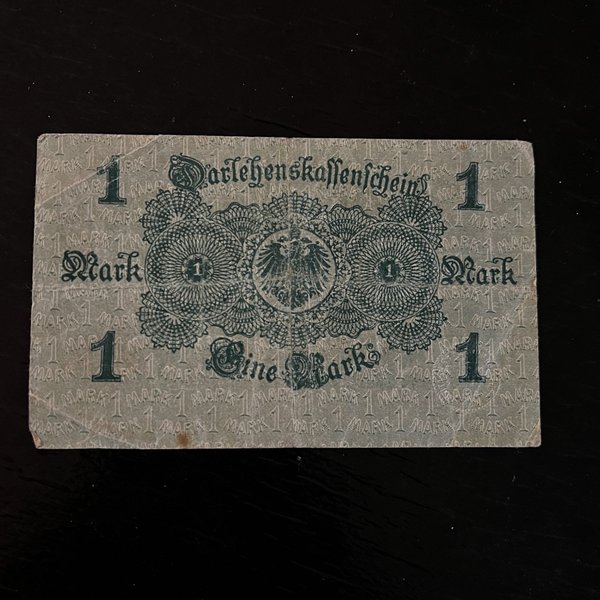 1 Darlehenskassenschein 1
Mark 1 1 Mark
1 Eine Mark 1